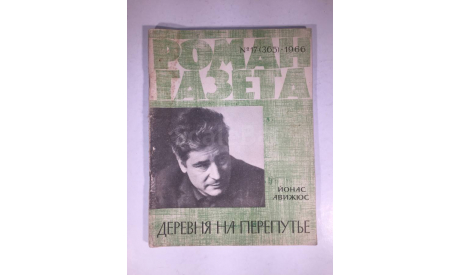 РОМАН
№17(365)-1966
ГАЗЕТА
ЙОНАС
АВИЖЮС
ДЕРЕВНЯ НА ПЕРЕПУТЬЕ